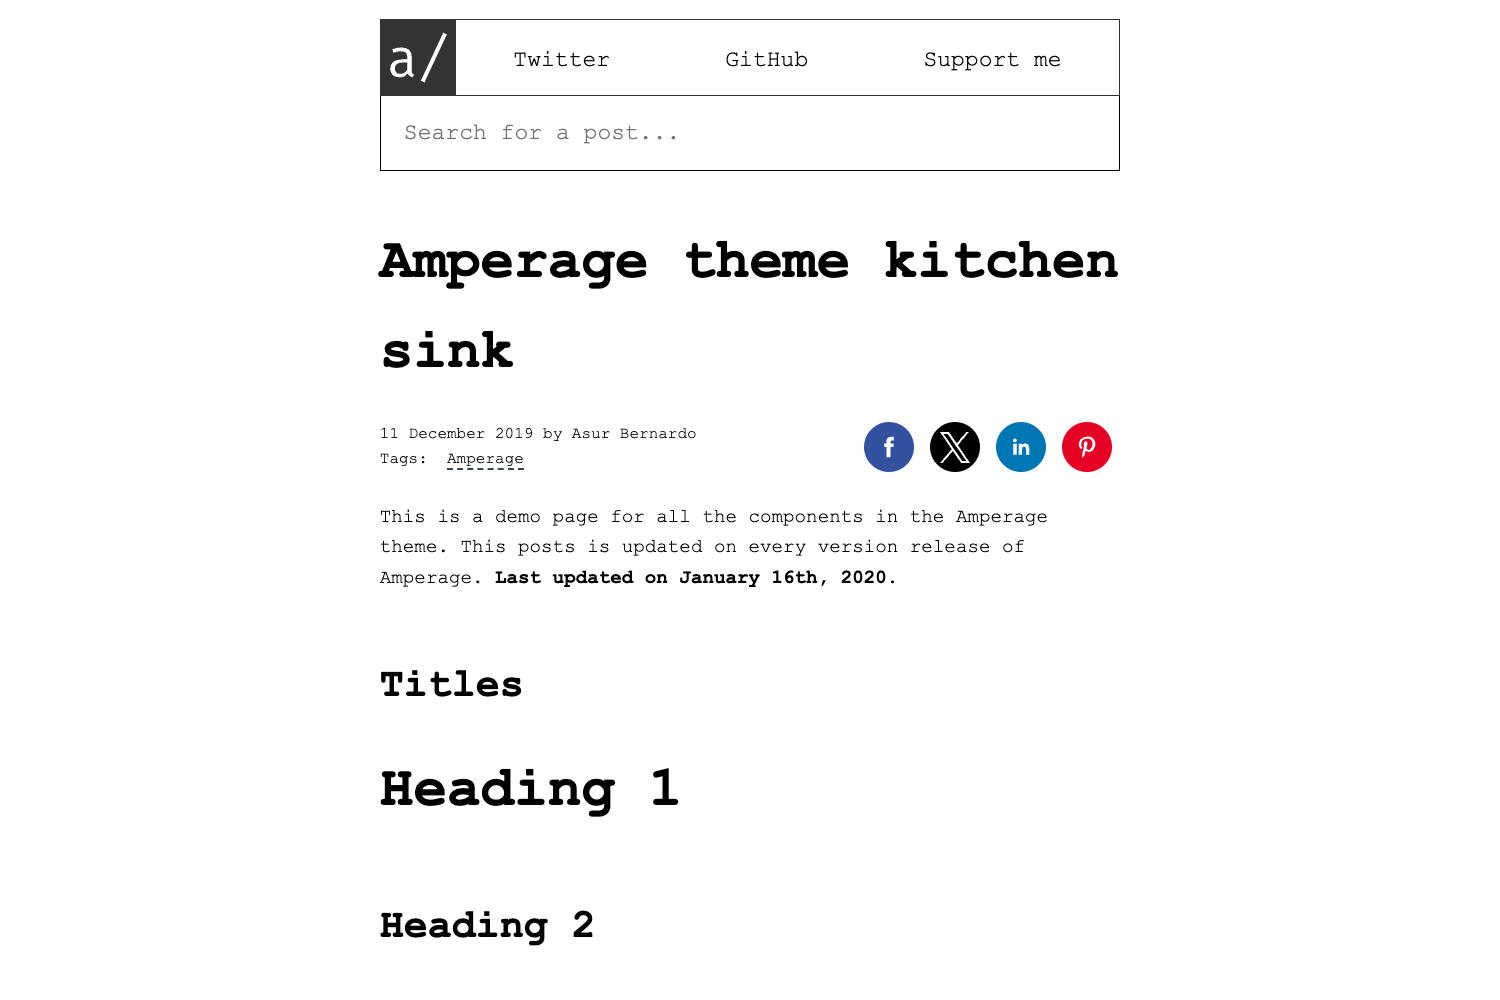 a/
Twitter GitHub Support me
Search for a post...
Amperage theme kitchen
sink
11 December 2019 by Asur Bernardo
Tags: Amperage
This is a demo page for all the components in the Amperage
theme. This posts is updated on every version release of
Amperage. Last updated on January 16th, 2020.
Titles
Heading 1
Heading 2